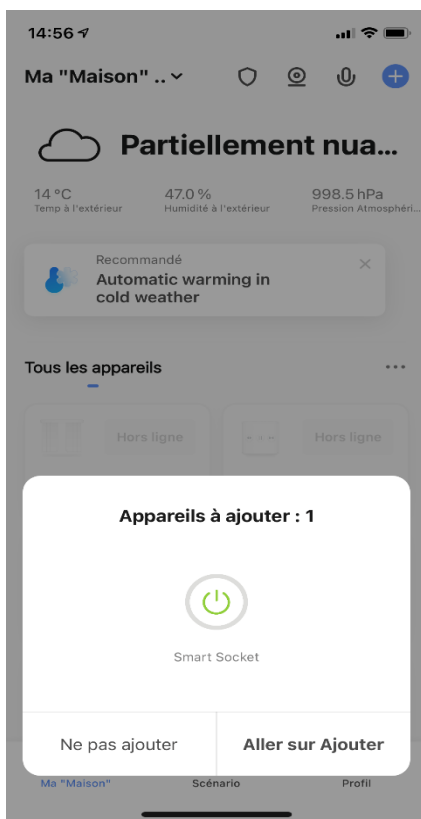 14:56
Ma "Maison" ..
Partiellement nua...
14 °C
47.0 %
998.5 hPa
Temp à l'extérieur
Humidité à l'extérieur
Pression Atmosphéri...
Recommandé
Automatic warming in
cold weather
Tous les appareils
Hors ligne
Hors ligne
Appareils à ajouter : 1
Smart Socket
Ne pas ajouter
Aller sur Ajouter
Ma "Maison"
Scénario
Profil